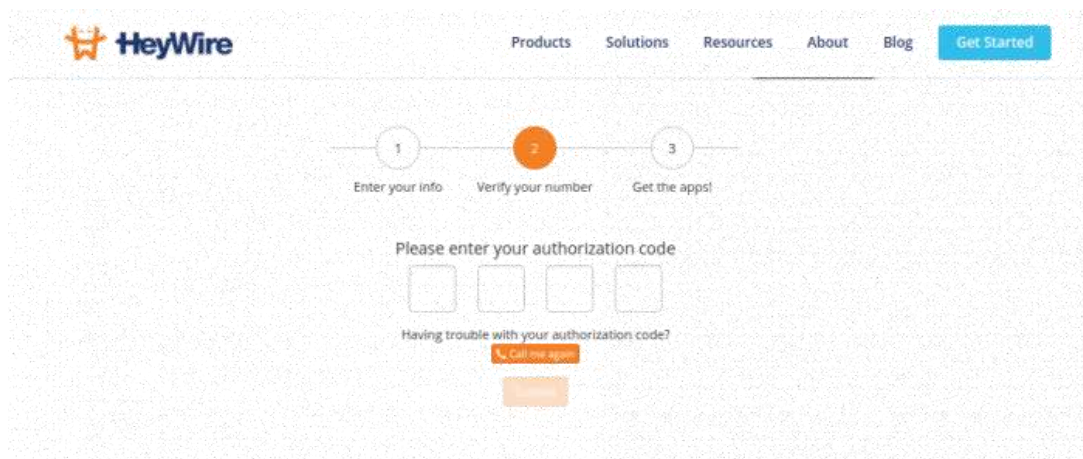 HeyWire Products Solutions Resources About Blog Get Started
1 2 3
Enter your info Verify your number Get the apps!
Please enter your authorization code
Having trouble with your authorization code?
Call me again